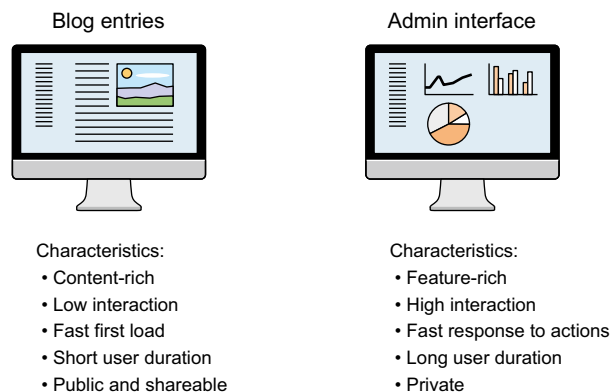 Blog entries
Characteristics:
• Content-rich
• Low interaction
• Fast first load
• Short user duration
• Public and shareable
Admin interface
Characteristics:
• Feature-rich
• High interaction
• Fast response to actions
• Long user duration
• Private